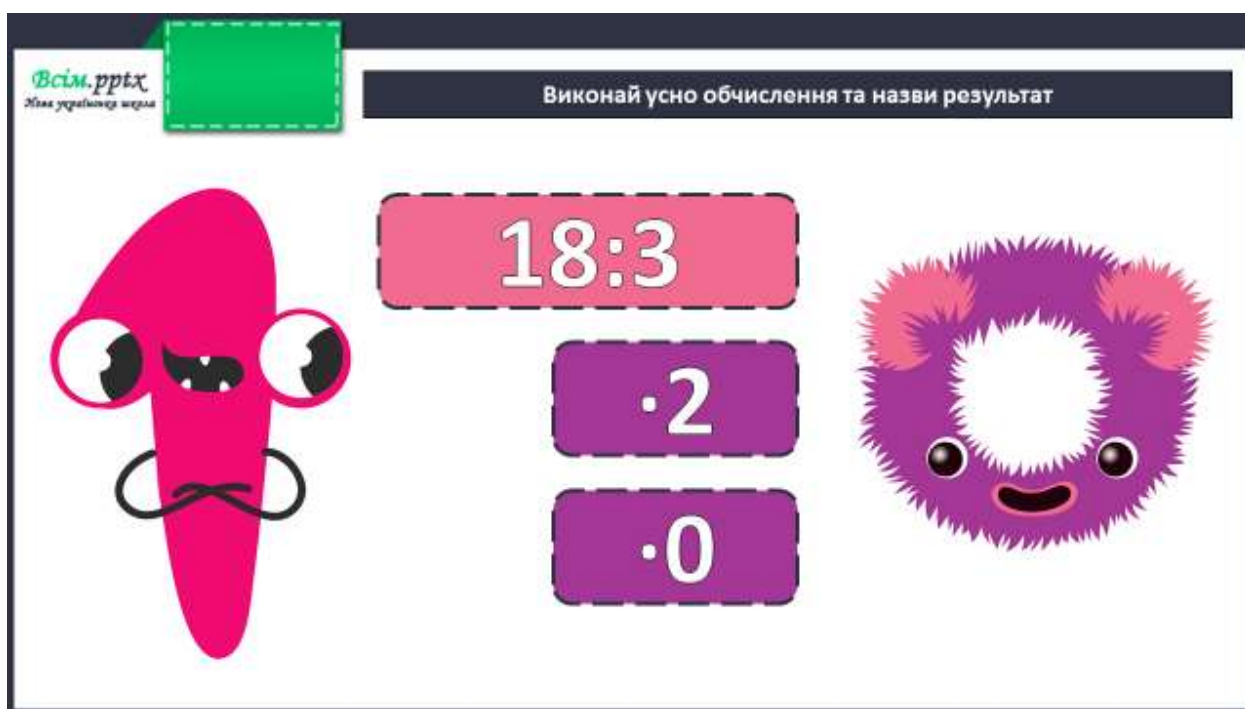 Всім.pptx
Нова українська школа
Виконай усно обчислення та назви результат
18:3
·2
·0